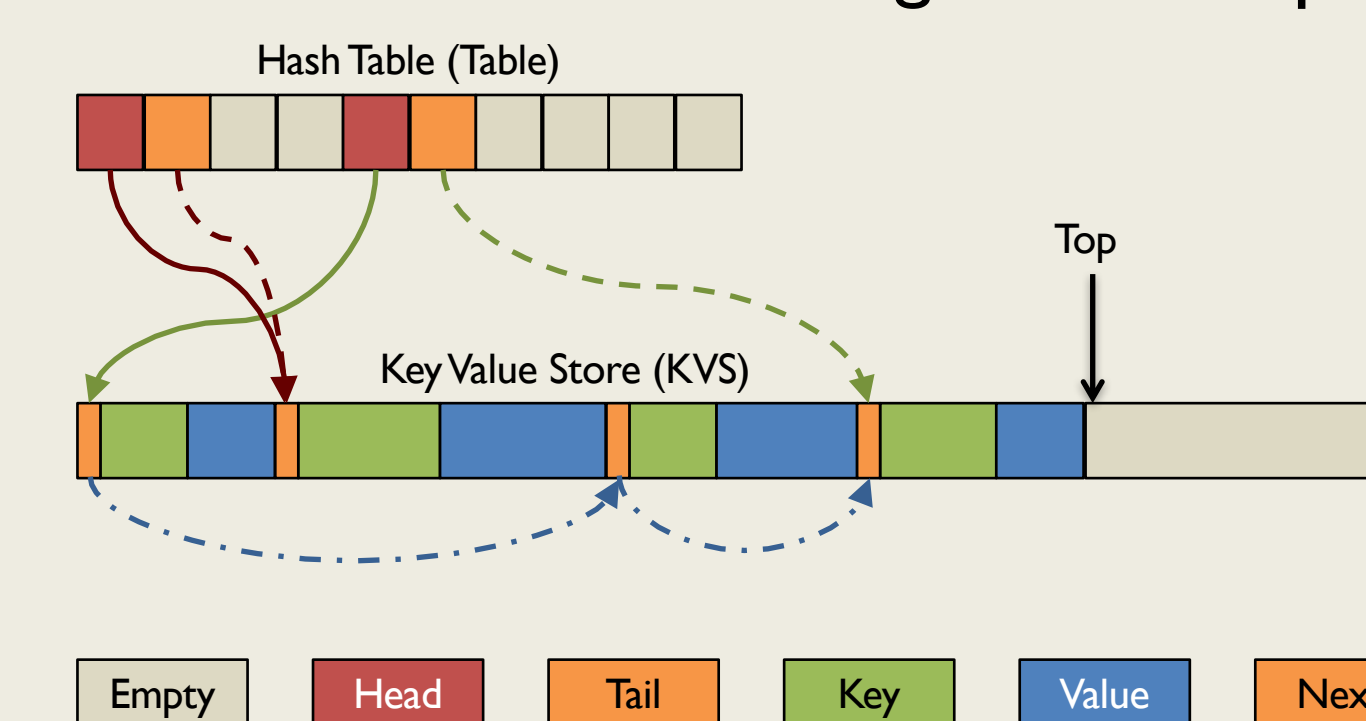 Hash Table (Table)
Top
Key Value Store (KVS)
Empty
Head
Tail
Key
Value